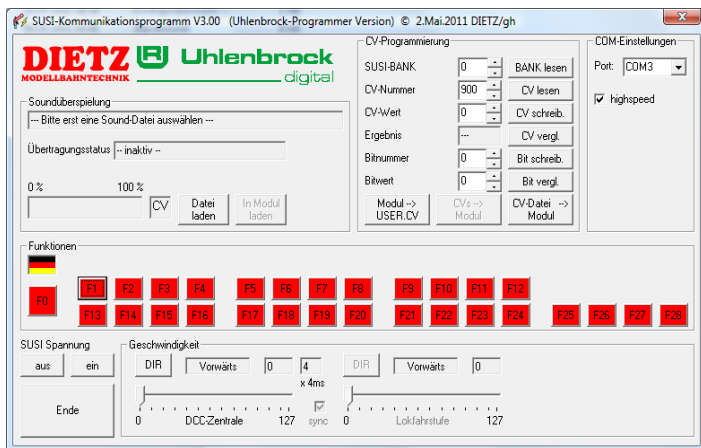 SUSI-Kommunikationsprogramm V3.00 (Uhlenbrock-Programmer Version) © 2.Mai.2011 DIETZ/gh
DIETZ
MODELLBAHNTECHNIK
Uhlenbrock
digital
Soundüberspielung
--- Bitte erst eine Sound-Datei auswählen ---
Übertragungsstatus -- inaktiv --
0 % 100 %
CV Datei laden In Modul laden
CV-Programmierung
SUSI-BANK 0 BANK lesen
CV-Nummer 900 CV lesen
CV-Wert 0 CV schreib.
Ergebnis --- CV vergl.
Bitnummer 0 Bit schreib.
Bitwert 0 Bit vergl.
Modul --> USER.CV CVs --> Modul CV-Datei --> Modul
COM-Einstellungen
Port: COM3
highspeed
Funktionen
F0
F1 F2 F3 F4 F5 F6 F7 F8 F9 F10 F11 F12
F13 F14 F15 F16 F17 F18 F19 F20 F21 F22 F23 F24 F25 F26 F27 F28
SUSI Spannung
aus ein
Ende
Geschwindigkeit
DIR Vorwärts 0 4 DIR Vorwärts 0
x 4ms
0 DCC-Zentrale 127 sync 0 Lokfahrstufe 127